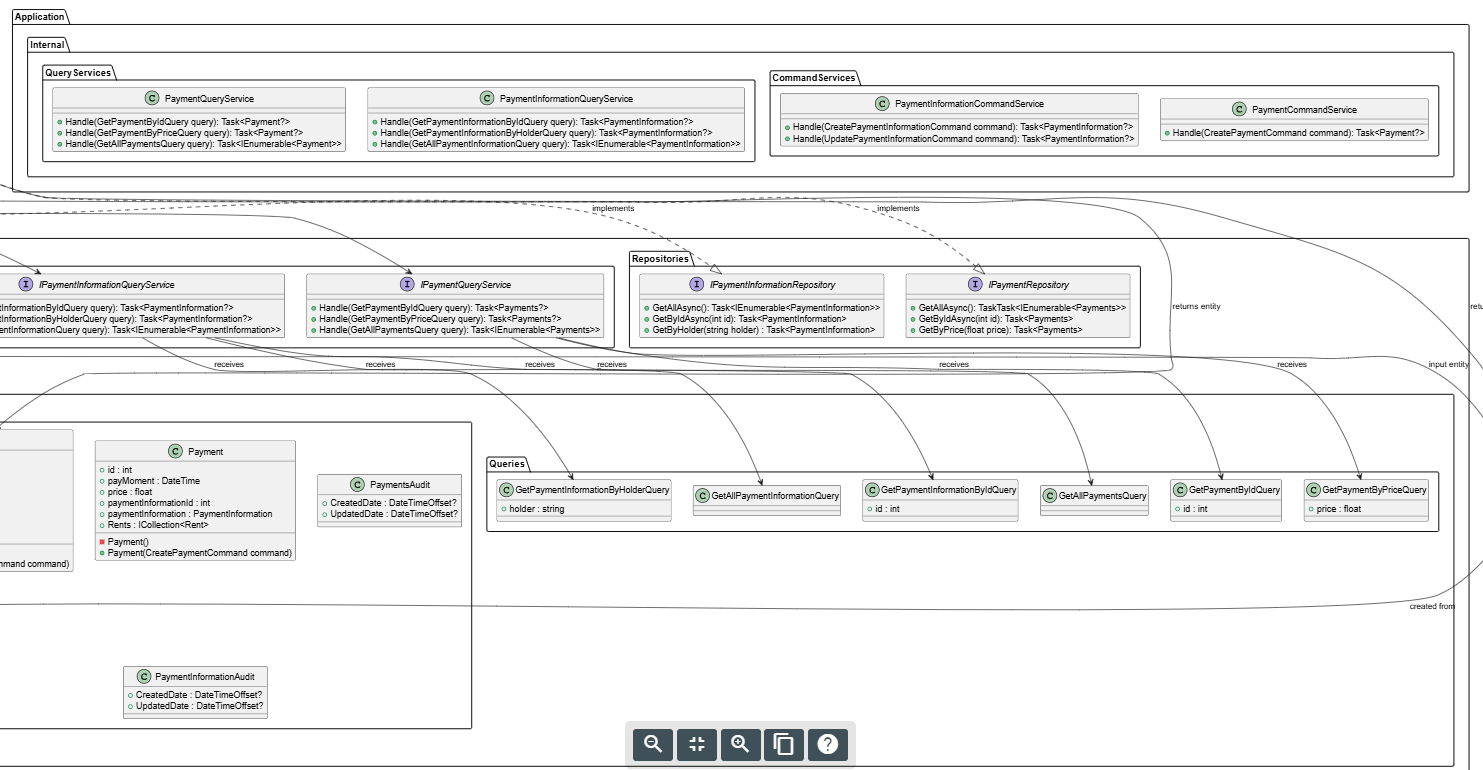 Application
Internal
QueryServices
C PaymentQueryService
Handle(GetPaymentByIdQuery query): Task<Payment?>
Handle(GetPaymentByPriceQuery query): Task<Payment?>
Handle(GetAllPaymentsQuery query): Task<IEnumerable<Payment>>
C PaymentInformationQueryService
Handle(GetPaymentInformationByIdQuery query): Task<PaymentInformation?>
Handle(GetPaymentInformationByHolderQuery query): Task<PaymentInformation?>
Handle(GetAllPaymentInformationQuery query): Task<IEnumerable<PaymentInformation>>
CommandServices
C PaymentInformationCommandService
Handle(CreatePaymentInformationCommand command): Task<PaymentInformation?>
Handle(UpdatePaymentInformationCommand command): Task<PaymentInformation?>
C PaymentCommandService
Handle(CreatePaymentCommand command): Task<Payment?>
implements
implements
I IPaymentInformationQueryService
InformationByIdQuery query): Task<PaymentInformation?>
InformationByHolderQuery query): Task<PaymentInformation?>
entInformationQuery query): Task<IEnumerable<PaymentInformation>>
I IPaymentQueryService
Handle(GetPaymentByIdQuery query): Task<Payments?>
Handle(GetPaymentByPriceQuery query): Task<Payments?>
Handle(GetAllPaymentsQuery query): Task<IEnumerable<Payments>>
Repositories
I IPaymentInformationRepository
GetAllAsync(): Task<IEnumerable<PaymentInformation>>
GetByIdAsync(int id): Task<PaymentInformation>
GetByHolder(string holder) : Task<PaymentInformation>
I IPaymentRepository
GetAllAsync(): TaskTask<IEnumerable<Payments>>
GetByIdAsync(int id): Task<Payments>
GetByPrice(float price): Task<Payments>
returns entity
retu
receives
receives
receives
receives
receives
receives
input entity
mmand command)
C Payment
id : int
payMoment : DateTime
price : float
paymentInformationId : int
paymentInformation : PaymentInformation
Rents : ICollection<Rent>
Payment()
Payment(CreatePaymentCommand command)
C PaymentsAudit
CreatedDate : DateTimeOffset?
UpdatedDate : DateTimeOffset?
Queries
C GetPaymentInformationByHolderQuery
holder : string
C GetAllPaymentInformationQuery
C GetPaymentInformationByIdQuery
id : int
C GetAllPaymentsQuery
C GetPaymentByIdQuery
id : int
C GetPaymentByPriceQuery
price : float
created from
C PaymentInformationAudit
CreatedDate : DateTimeOffset?
UpdatedDate : DateTimeOffset?